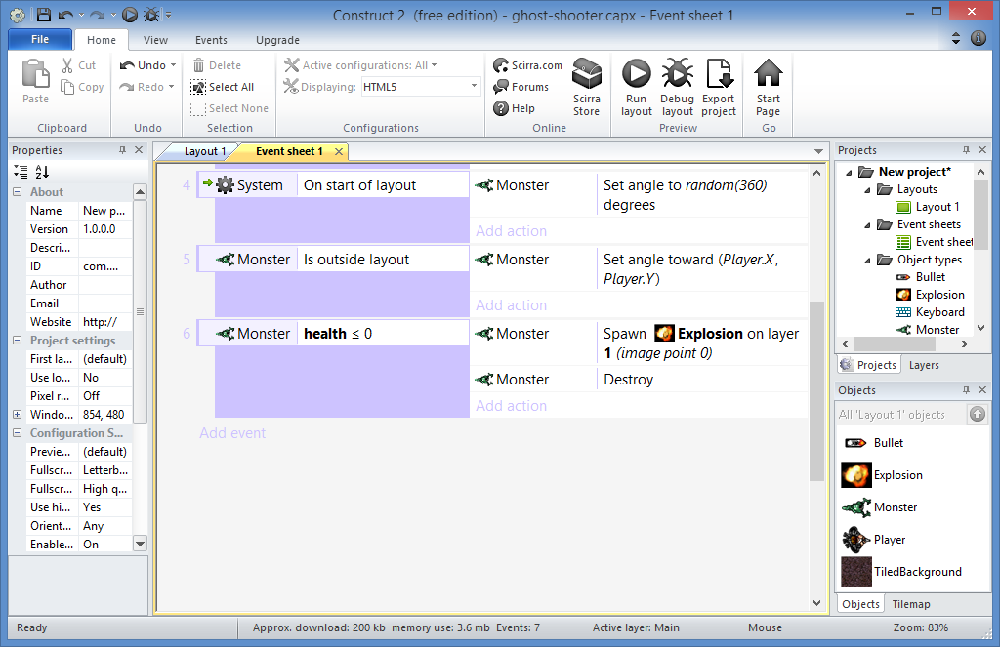 Construct 2 (free edition) - ghost-shooter.capx - Event sheet 1
File Home View Events Upgrade
Paste
Cut
Copy
Clipboard
Undo
Redo
Undo
Delete
Select All
Select None
Selection
Active configurations: All
Displaying: HTML5
Configurations
Scirra.com
Forums
Help
Scirra
Store
Online
Run
layout
Debug
layout
Export
project
Preview
Start
Page
Go
Properties
About
Name New p...
Version 1.0.0.0
Descri...
ID com....
Author
Email
Website http://
Project settings
First la... (default)
Use lo... No
Pixel r... Off
Windo... 854, 480
Configuration S...
Previe... (default)
Fullscr... Letterb...
Fullscr... High q...
Use hi... Yes
Orient... Any
Enable... On
Layout 1 Event sheet 1
4 System On start of layout Monster Set angle to random(360)
degrees
Add action
5 Monster Is outside layout Monster Set angle toward (Player.X,
Player.Y)
Add action
6 Monster health ≤ 0 Monster Spawn Explosion on layer
1 (image point 0)
Monster Destroy
Add action
Add event
Projects
New project*
Layouts
Layout 1
Event sheets
Event sheet
Object types
Bullet
Explosion
Keyboard
Monster
Projects Layers
Objects
All 'Layout 1' objects
Bullet
Explosion
Monster
Player
TiledBackground
Objects Tilemap
Ready Approx. download: 200 kb memory use: 3.6 mb Events: 7 Active layer: Main Mouse Zoom: 83%